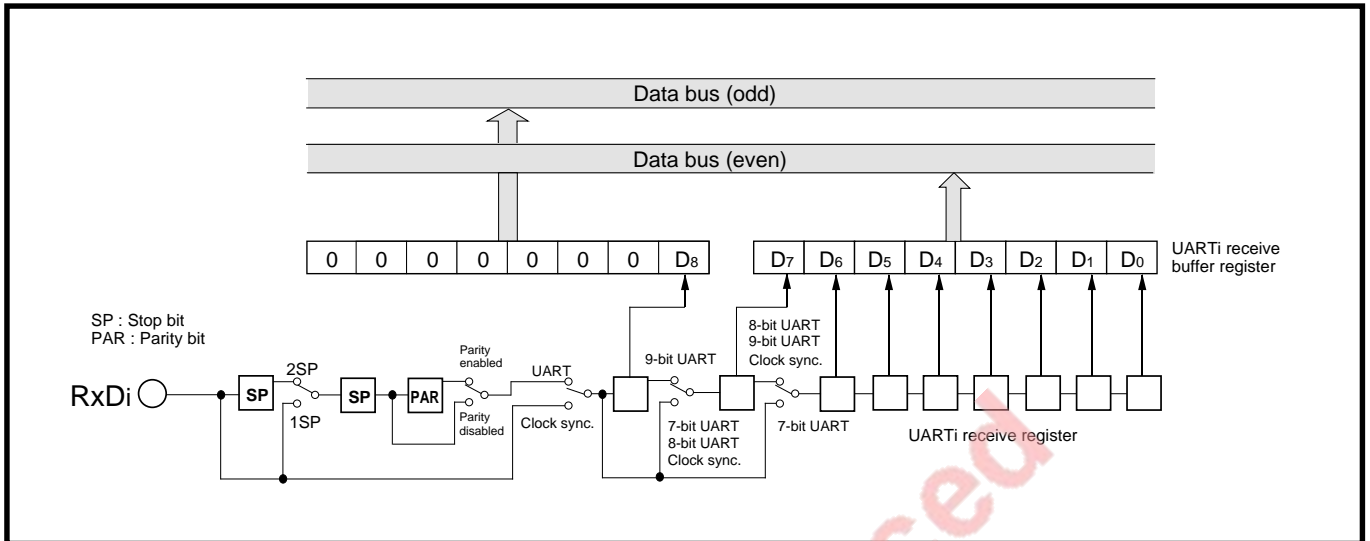 Data bus (odd)
Data bus (even)
0 0 0 0 0 0 0 D8
D7 D6 D5 D4 D3 D2 D1 D0
UARTi receive
buffer register
SP : Stop bit
PAR : Parity bit
8-bit UART
9-bit UART
Clock sync.
Parity
enabled
2SP
UART
9-bit UART
RxDi
SP
SP
PAR
1SP
Parity
disabled
Clock sync.
7-bit UART
8-bit UART
Clock sync.
7-bit UART
UARTi receive register
ced